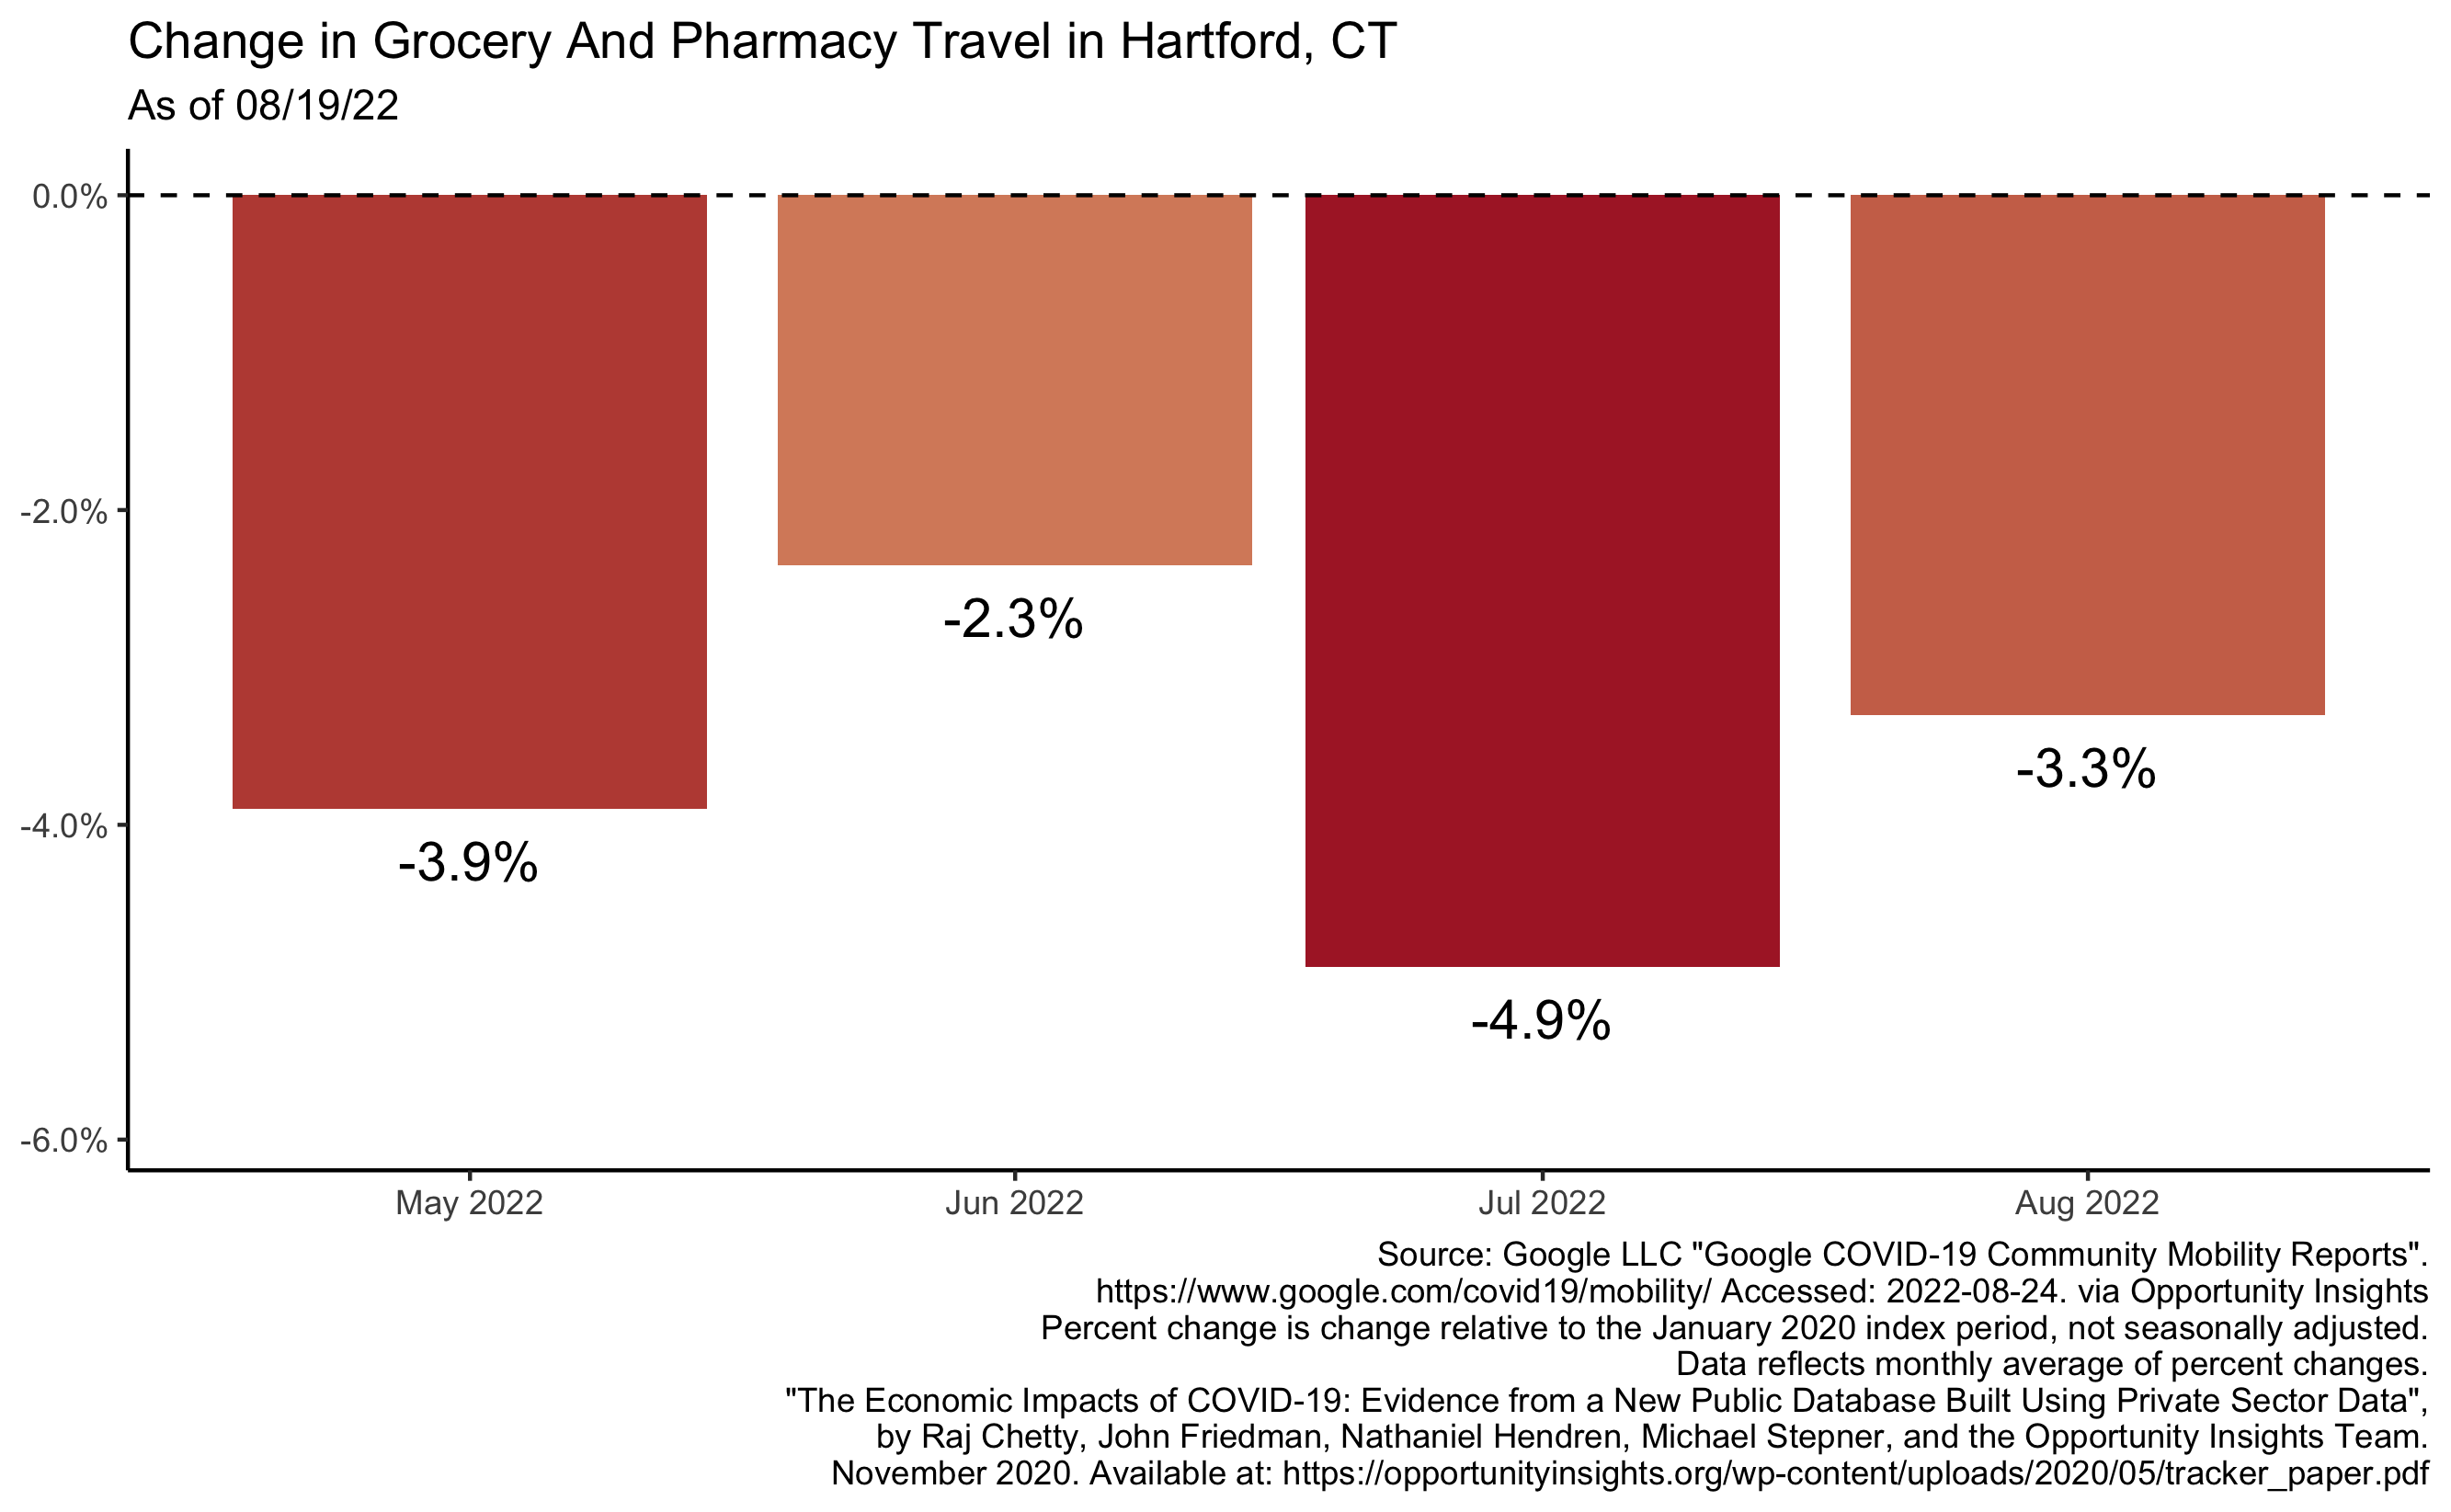 Change in Grocery And Pharmacy Travel in Hartford, CT
As of 08/19/22
0.0%
-2.0%
-4.0%
-6.0%
-3.9%
-2.3%
-4.9%
-3.3%
May 2022
Jun 2022
Jul 2022
Aug 2022
Source: Google LLC "Google COVID-19 Community Mobility Reports".
https://www.google.com/covid19/mobility/ Accessed: 2022-08-24. via Opportunity Insights
Percent change is change relative to the January 2020 index period, not seasonally adjusted.
Data reflects monthly average of percent changes.
"The Economic Impacts of COVID-19: Evidence from a New Public Database Built Using Private Sector Data",
by Raj Chetty, John Friedman, Nathaniel Hendren, Michael Stepner, and the Opportunity Insights Team.
November 2020. Available at: https://opportunityinsights.org/wp-content/uploads/2020/05/tracker_paper.pdf